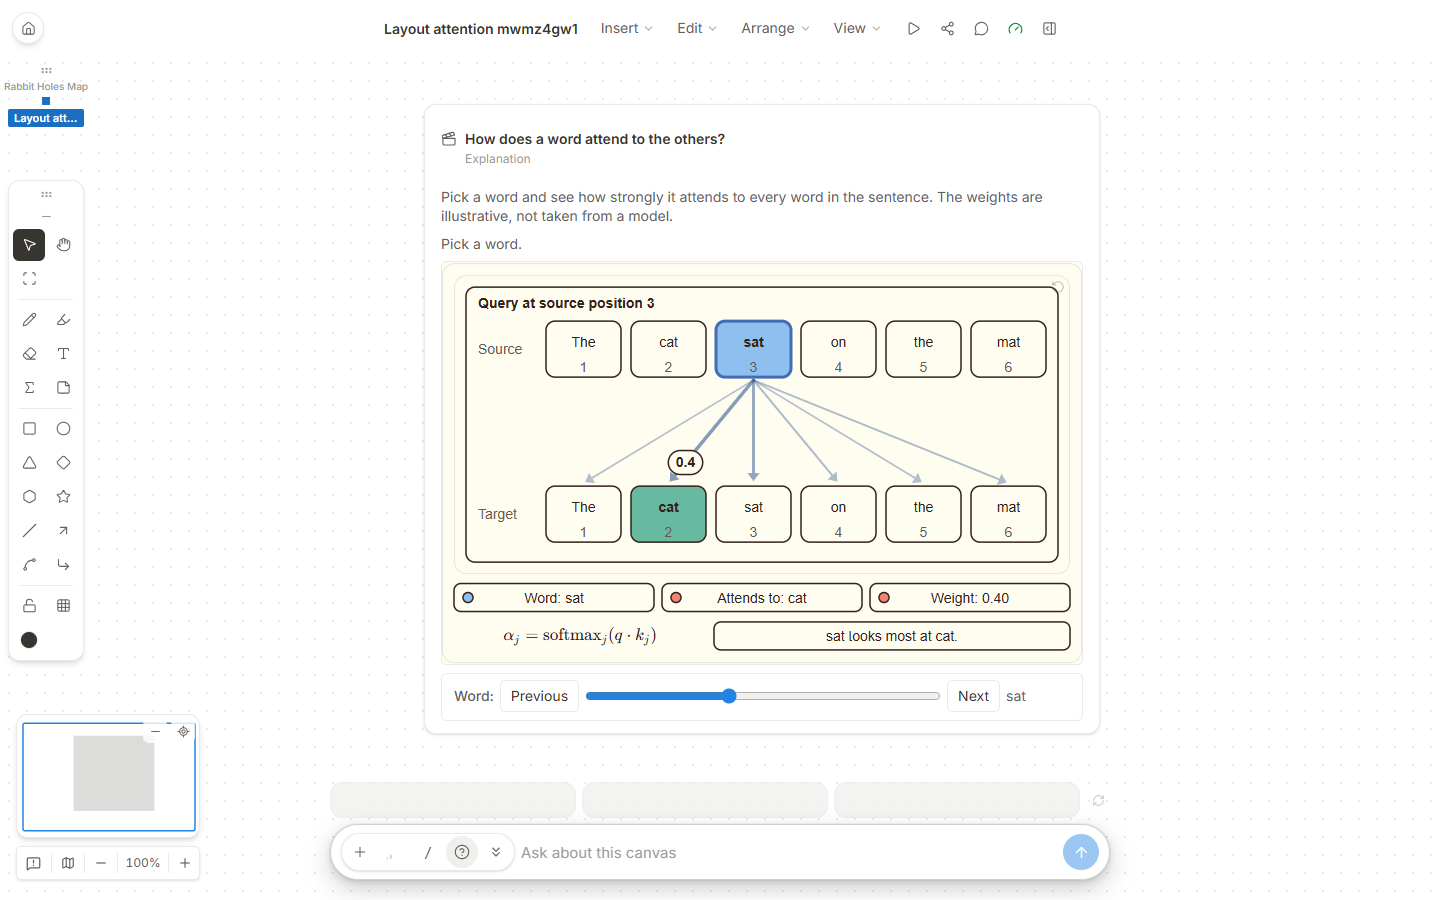 Layout attention mwmz4gw1
Insert
Edit
Arrange
View
Rabbit Holes Map
Layout att...
How does a word attend to the others?
Explanation
Pick a word and see how strongly it attends to every word in the sentence. The weights are
illustrative, not taken from a model.
Pick a word.
Query at source position 3
Source
The
1
cat
2
sat
3
on
4
the
5
mat
6
0.4
Target
The
1
cat
2
sat
3
on
4
the
5
mat
6
Word: sat
Attends to: cat
Weight: 0.40
αⱼ = softmaxⱼ(q · kⱼ)
sat looks most at cat.
Word:
Previous
Next
sat
100%
/
Ask about this canvas